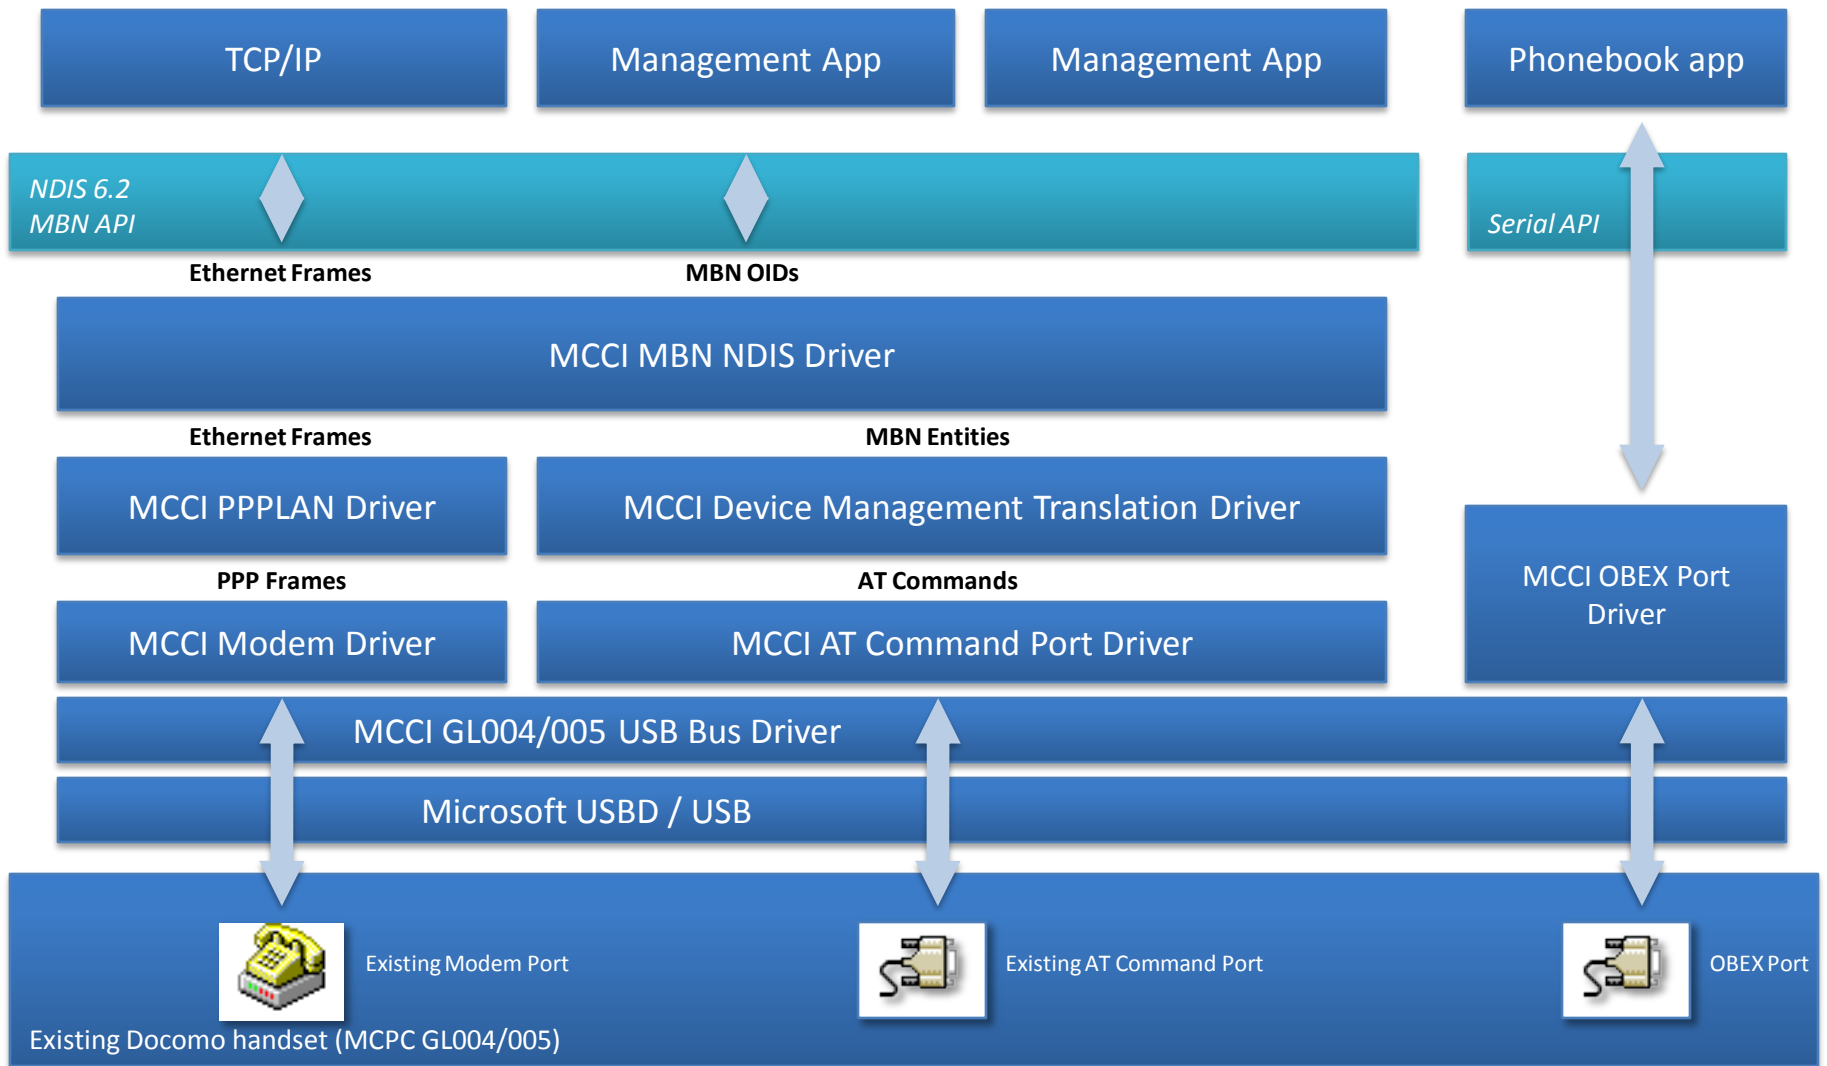 TCP/IP
Management App
Management App
Phonebook app
NDIS 6.2
MBN API
Serial API
Ethernet Frames
MBN OIDs
MCCI MBN NDIS Driver
Ethernet Frames
MBN Entities
MCCI PPPLAN Driver
MCCI Device Management Translation Driver
MCCI OBEX Port
Driver
PPP Frames
AT Commands
MCCI Modem Driver
MCCI AT Command Port Driver
MCCI GL004/005 USB Bus Driver
Microsoft USBD / USB
Existing Modem Port
Existing AT Command Port
OBEX Port
Existing Docomo handset (MCPC GL004/005)